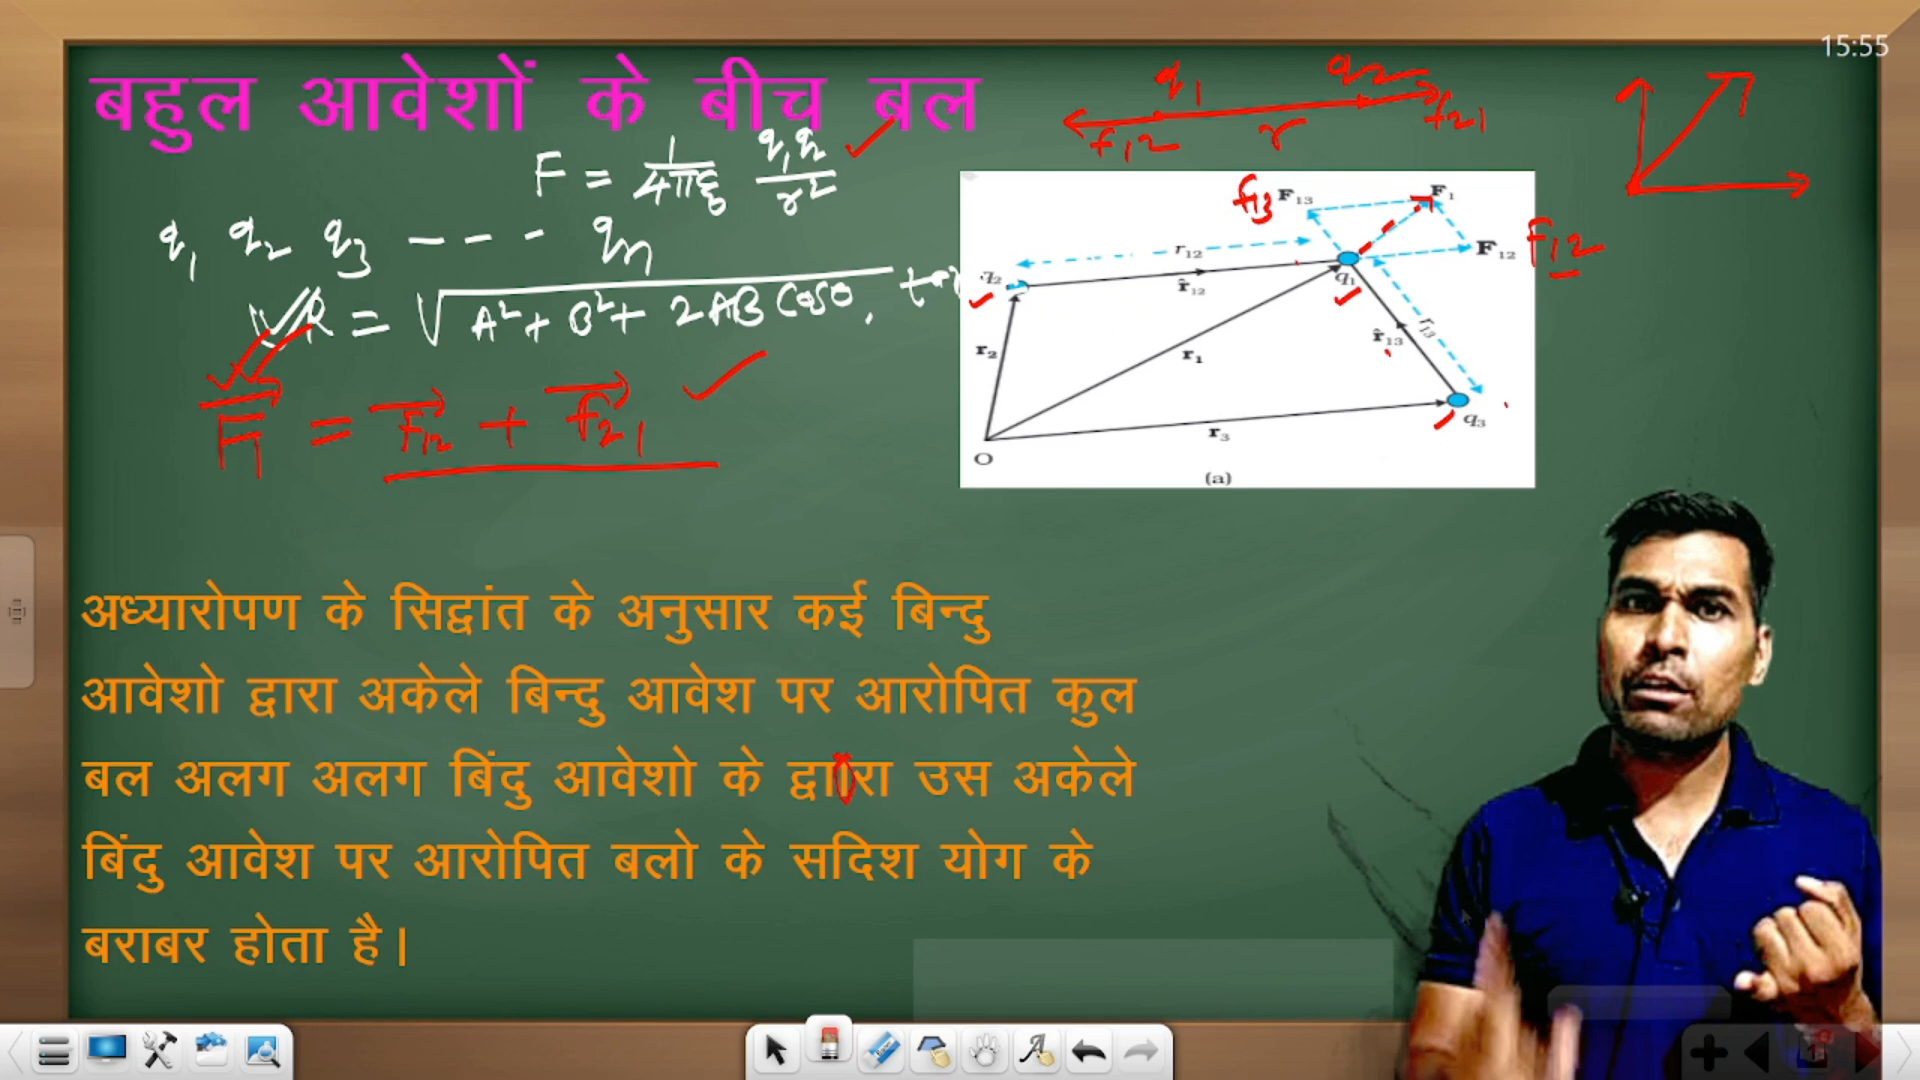 15:55
बहुल आवेशों के बीच बल
q1 q2
f12 r f21
F = 1/4πε0 q1q2/r²
q1 q2 q3 - - - - qn
R = √A²+B²+2ABCosθ,
F1 = f12 + f21
f13 F13 F1
F12 f12
r12
q2 r̂12 q1
r13
r̂13
r2 r1
r3 q3
O
(a)
अध्यारोपण के सिद्वांत के अनुसार कई बिन्दु
आवेशो द्वारा अकेले बिन्दु आवेश पर आरोपित कुल
बल अलग अलग बिंदु आवेशो के द्वाारा उस अकेले
बिंदु आवेश पर आरोपित बलो के सदिश योग के
बराबर होता है।